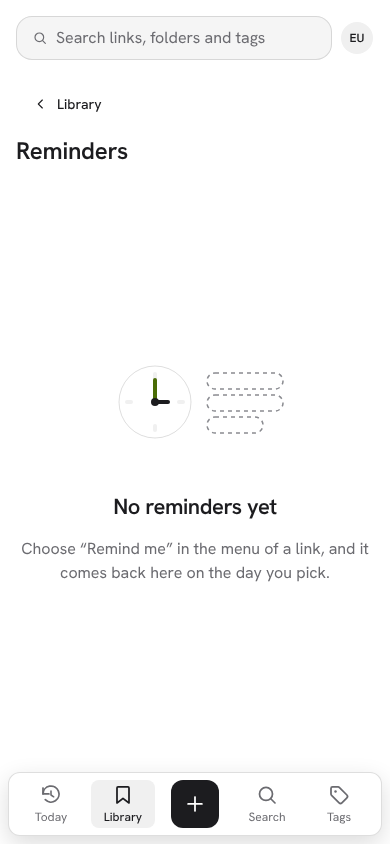 Search links, folders and tags
EU
Library
Reminders
No reminders yet
Choose “Remind me” in the menu of a link, and it
comes back here on the day you pick.
Today
Library
Search
Tags